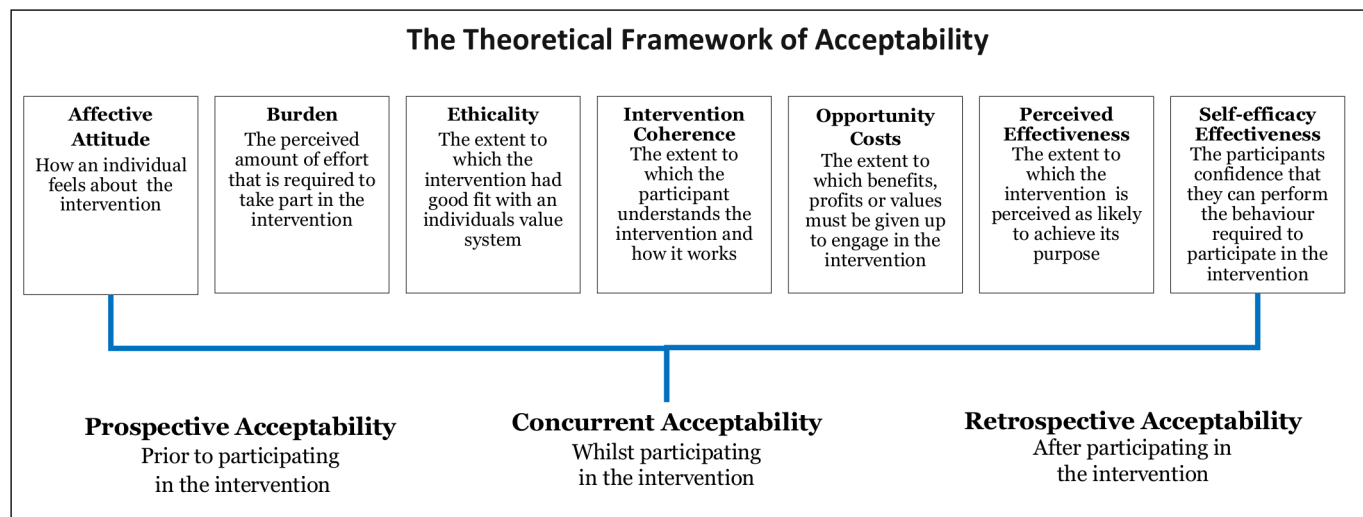 The Theoretical Framework of Acceptability
Affective
Attitude
How an individual
feels about the
intervention
Burden
The perceived
amount of effort
that is required to
take part in the
intervention
Ethicality
The extent to
which the
intervention had
good fit with an
individuals value
system
Intervention
Coherence
The extent to
which the
participant
understands the
intervention and
how it works
Opportunity
Costs
The extent to
which benefits,
profits or values
must be given up
to engage in the
intervention
Perceived
Effectiveness
The extent to
which the
intervention is
perceived as likely
to achieve its
purpose
Self-efficacy
Effectiveness
The participants
confidence that
they can perform
the behaviour
required to
participate in the
intervention
Prospective Acceptability
Prior to participating
in the intervention
Concurrent Acceptability
Whilst participating
in the intervention
Retrospective Acceptability
After participating in
the intervention